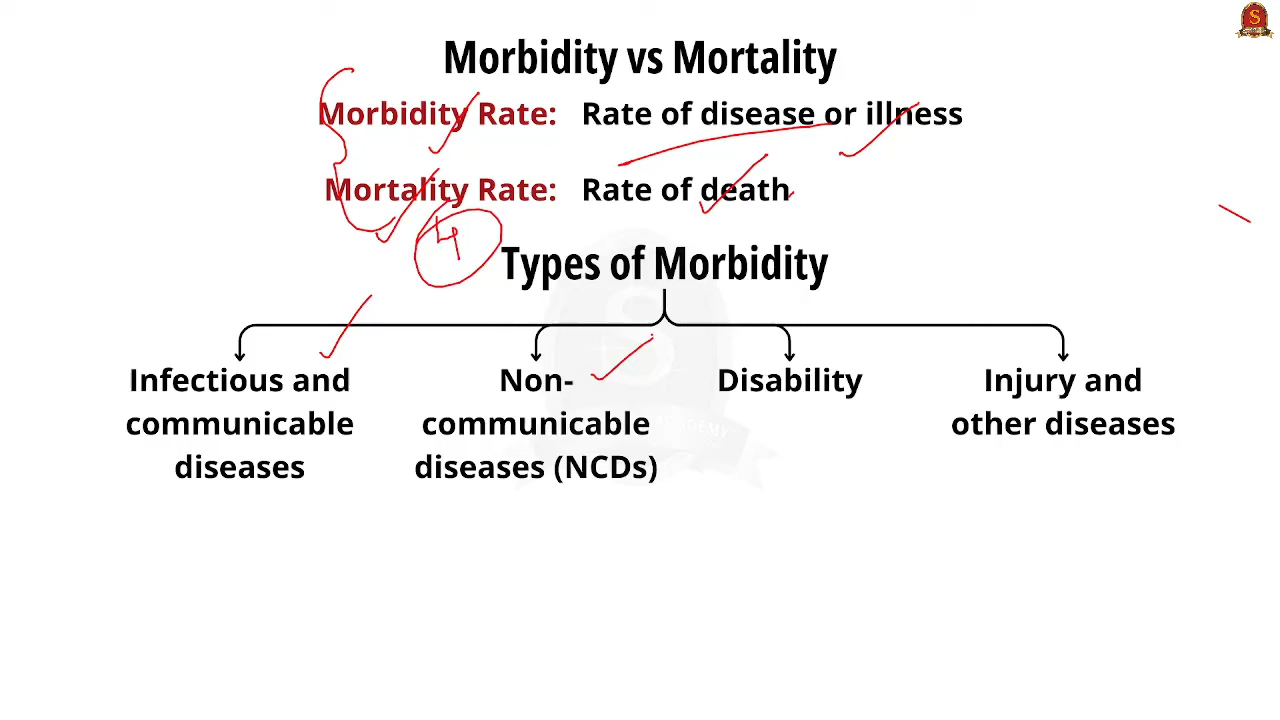 Morbidity vs Mortality
Morbidity Rate: Rate of disease or illness
Mortality Rate: Rate of death
4
Types of Morbidity
Infectious and
communicable
diseases
Non-
communicable
diseases (NCDs)
Disability
Injury and
other diseases
S